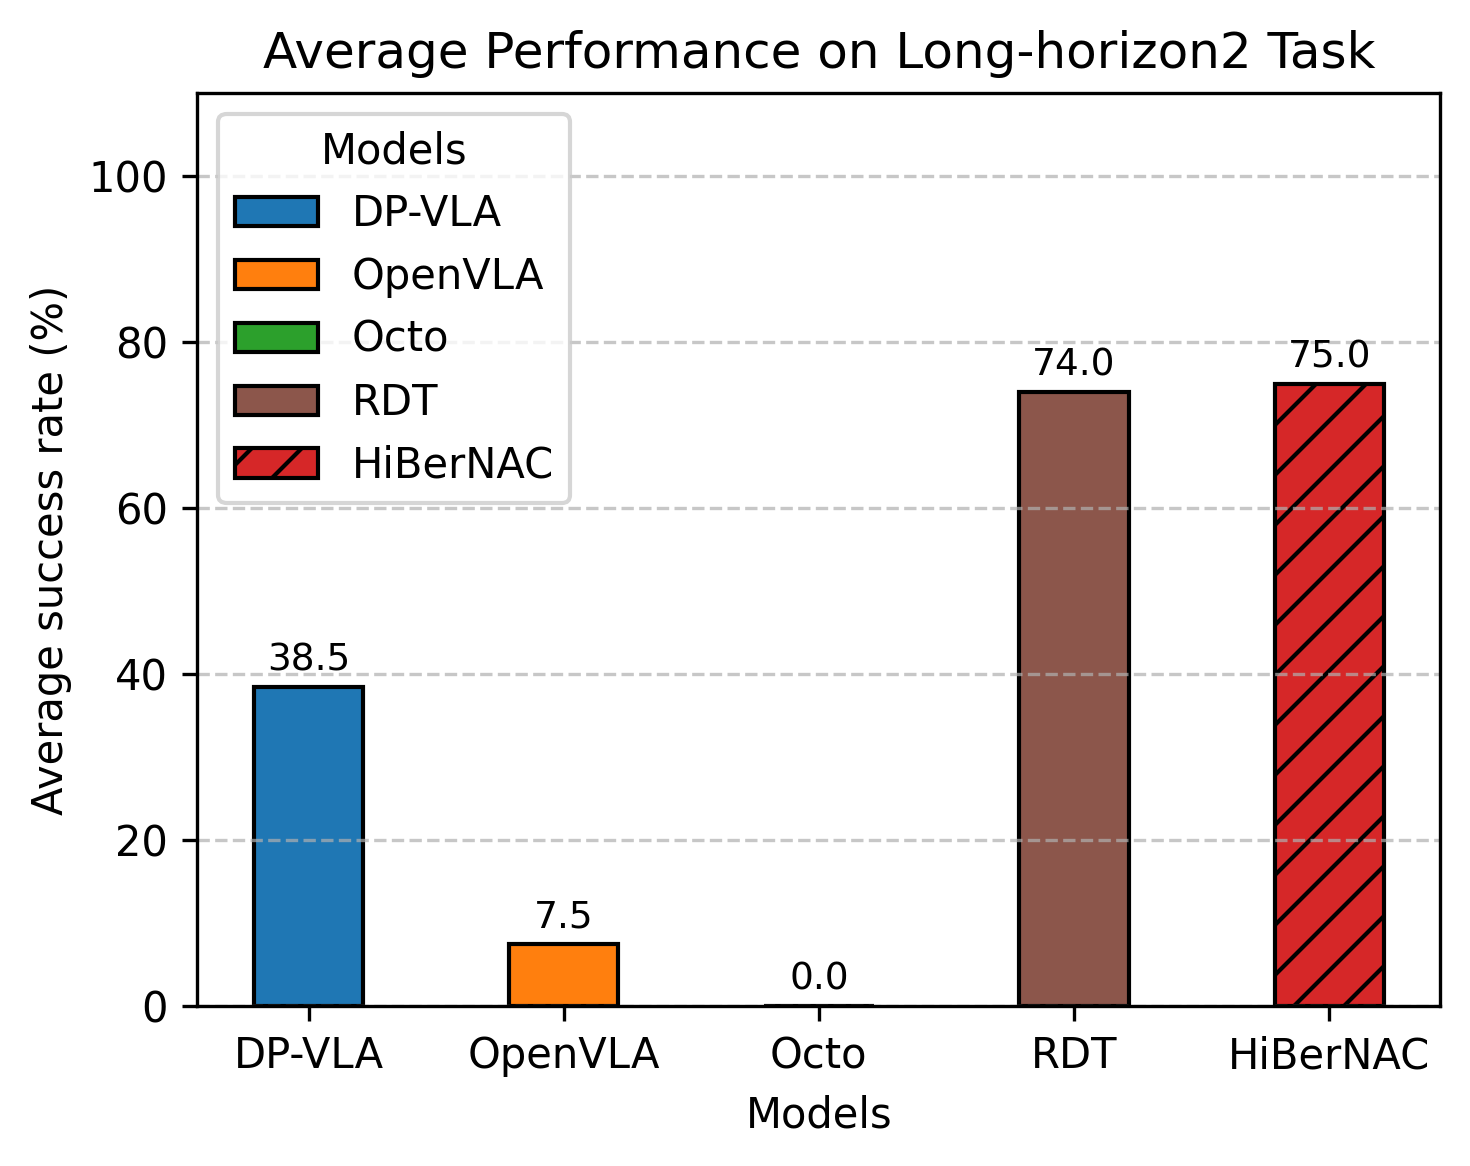 Average Performance on Long-horizon2 Task
Average success rate (%)
100
80
60
40
20
0
Models
DP-VLA
OpenVLA
Octo
RDT
HiBerNAC
38.5
7.5
0.0
74.0
75.0
DP-VLA
OpenVLA
Octo
RDT
HiBerNAC
Models